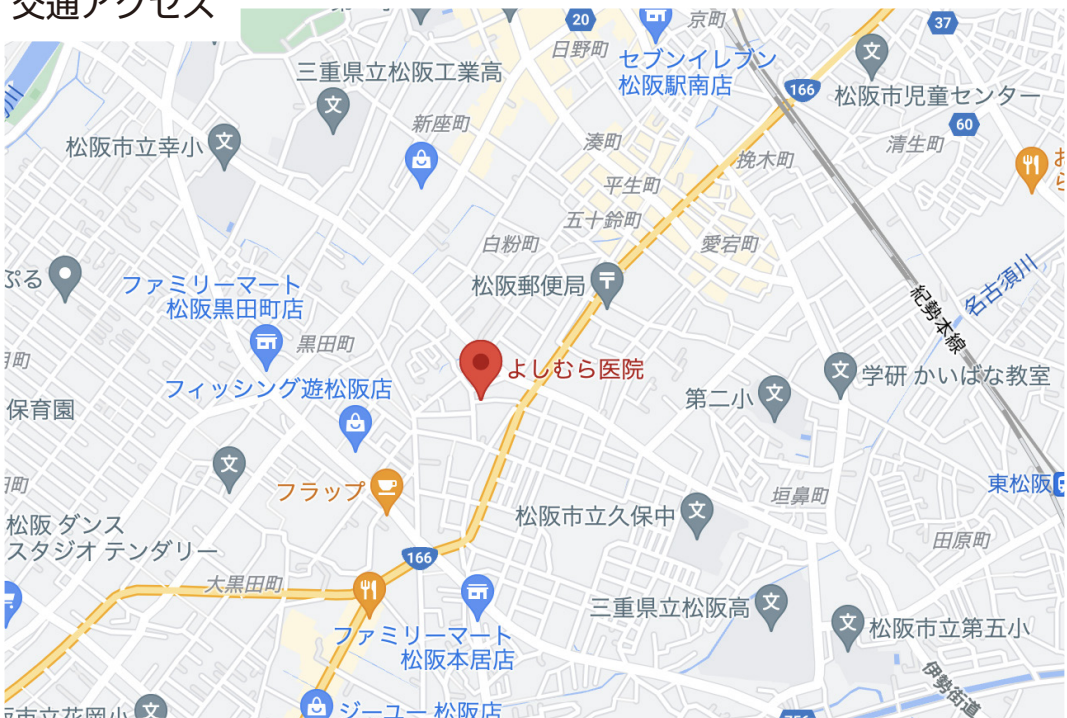 交通アクセス
20
京町
37
日野町
セブンイレブン
松阪駅南店
三重県立松阪工業高
166
松阪市児童センター
新座町
60
松阪市立幸小
湊町
清生町
挽木町
平生町
五十鈴町
白粉町
愛宕町
松阪郵便局
ぷる
ファミリーマート
松阪黒田町店
名古須川
紀勢本線
黒田町
よしむら医院
フィッシング遊松阪店
第二小
学研 かいばな教室
保育園
フラップ
東松阪
垣鼻町
松阪市立久保中
松阪 ダンス
スタジオ テンダリー
田原町
166
大黒田町
三重県立松阪高
松阪市立第五小
ファミリーマート
松阪本居店
伊勢街道
ジーユー 松阪店